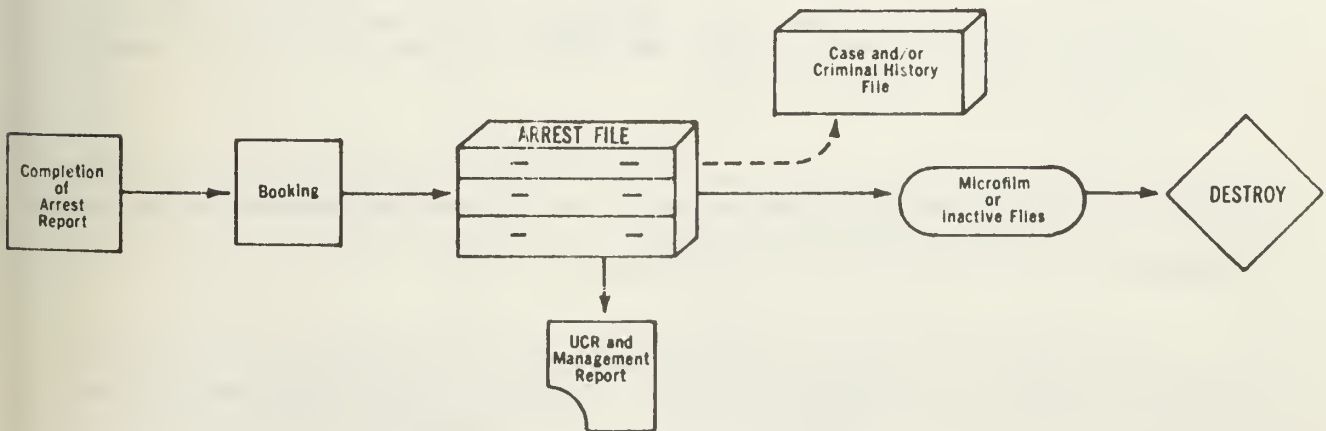 Completion
of
Arrest
Report
Booking
ARREST FILE
Case and/or
Criminal History
File
UCR and
Management
Report
Microfilm
or
Inactive Files
DESTROY